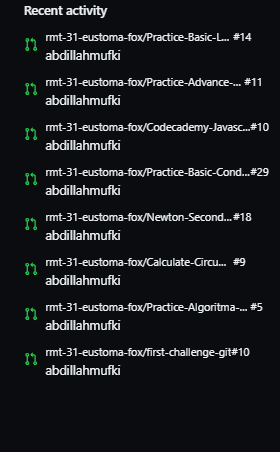 Recent activity
rmt-31-eustoma-fox/Practice-Basic-L... #14
abdillahmufki
rmt-31-eustoma-fox/Practice-Advance-... #11
abdillahmufki
rmt-31-eustoma-fox/Codecademy-Javasc...#10
abdillahmufki
rmt-31-eustoma-fox/Practice-Basic-Cond...#29
abdillahmufki
rmt-31-eustoma-fox/Newton-Second...#18
abdillahmufki
rmt-31-eustoma-fox/Calculate-Circu... #9
abdillahmufki
rmt-31-eustoma-fox/Practice-Algoritma-... #5
abdillahmufki
rmt-31-eustoma-fox/first-challenge-git#10
abdillahmufki